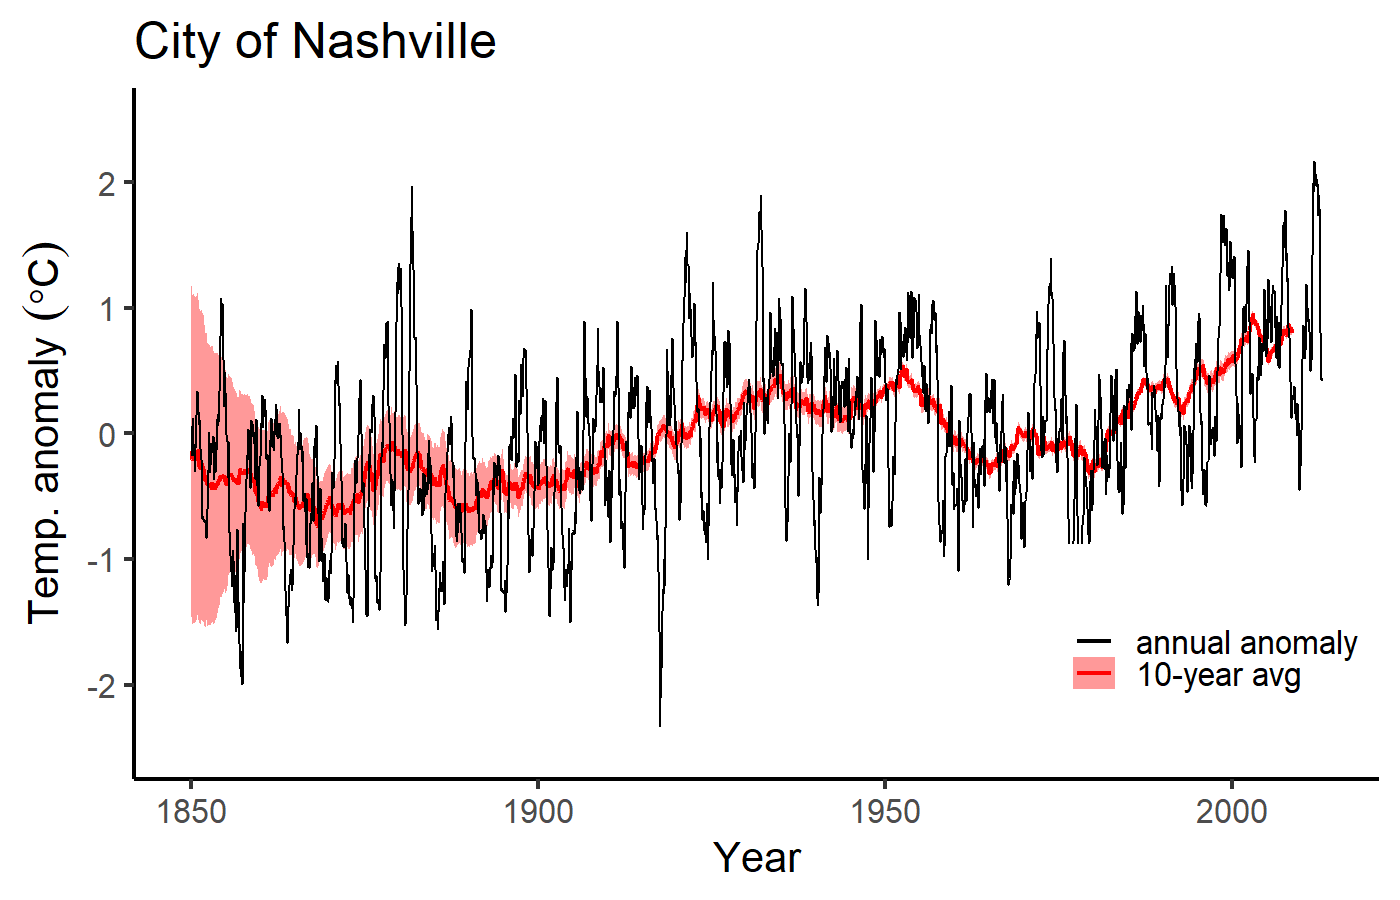 City of Nashville
Temp. anomaly (°C)
2
1
0
-1
-2
annual anomaly
10-year avg
1850 1900 1950 2000
Year